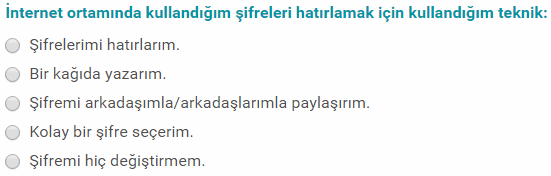 İnternet ortamında kullandığım şifreleri hatırlamak için kullandığım teknik:
Şifrelerimi hatırlarım.
Bir kağıda yazarım.
Şifremi arkadaşımla/arkadaşlarımla paylaşırım.
Kolay bir şifre seçerim.
Şifremi hiç değiştirmem.